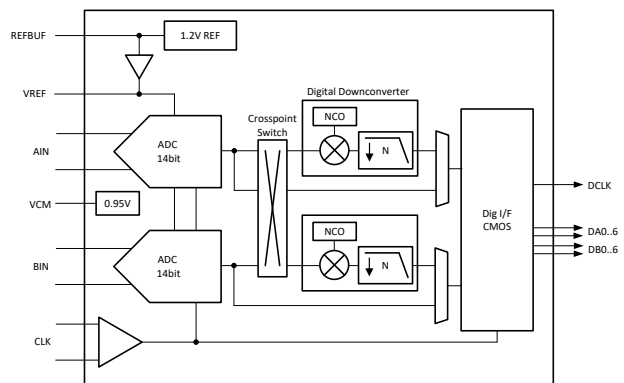 REFBUF
1.2V REF
VREF
Digital Downconverter
Crosspoint
Switch
NCO
ADC
14bit
N
AIN
VCM
0.95V
Dig I/F
CMOS
DCLK
DA0..6
DB0..6
NCO
ADC
14bit
N
BIN
CLK